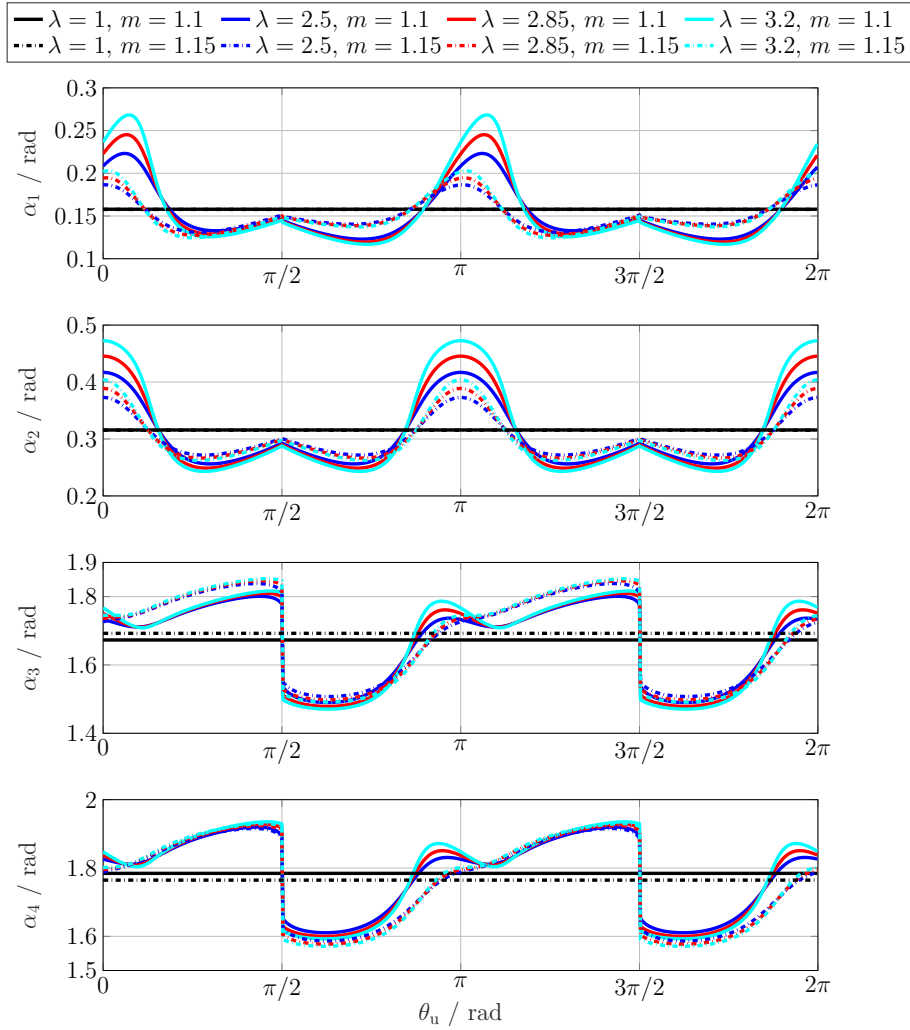 λ = 1, m = 1.1 λ = 2.5, m = 1.1 λ = 2.85, m = 1.1 λ = 3.2, m = 1.1
λ = 1, m = 1.15 λ = 2.5, m = 1.15 λ = 2.85, m = 1.15 λ = 3.2, m = 1.15
0.3
0.25
0.2
0.15
0.1
α₁ / rad
0 π/2 π 3π/2 2π
0.5
0.4
0.3
0.2
α₂ / rad
0 π/2 π 3π/2 2π
1.9
1.8
1.6
1.4
α₃ / rad
0 π/2 π 3π/2 2π
2
1.8
1.6
1.5
α₄ / rad
0 π/2 π 3π/2 2π
θᵤ / rad